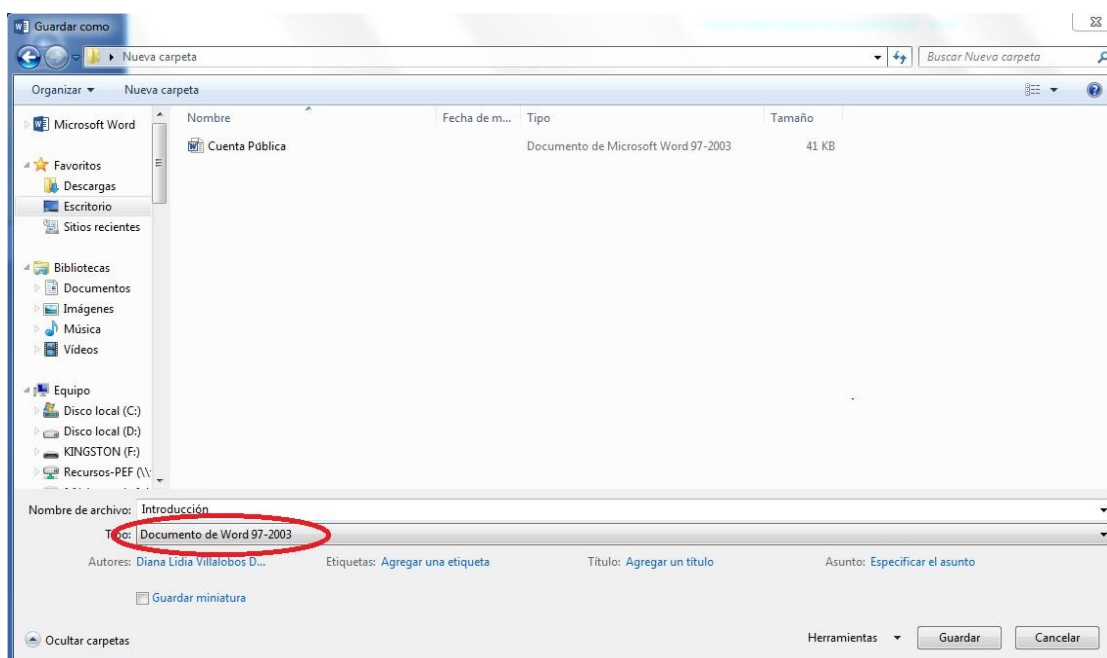 Guardar como
Nueva carpeta
Buscar Nueva carpeta
Organizar
Nueva carpeta
Nombre
Fecha de m...
Tipo
Tamaño
Cuenta Pública
Documento de Microsoft Word 97-2003
41 KB
Microsoft Word
Favoritos
Descargas
Escritorio
Sitios recientes
Bibliotecas
Documentos
Imágenes
Música
Vídeos
Equipo
Disco local (C:)
Disco local (D:)
KINGSTON (F:)
Recursos-PEF (\\
Nombre de archivo: Introducción
Tipo: Documento de Word 97-2003
Autores: Diana Lidia Villalobos D...
Etiquetas: Agregar una etiqueta
Título: Agregar un título
Asunto: Especificar el asunto
Guardar miniatura
Ocultar carpetas
Herramientas
Guardar
Cancelar